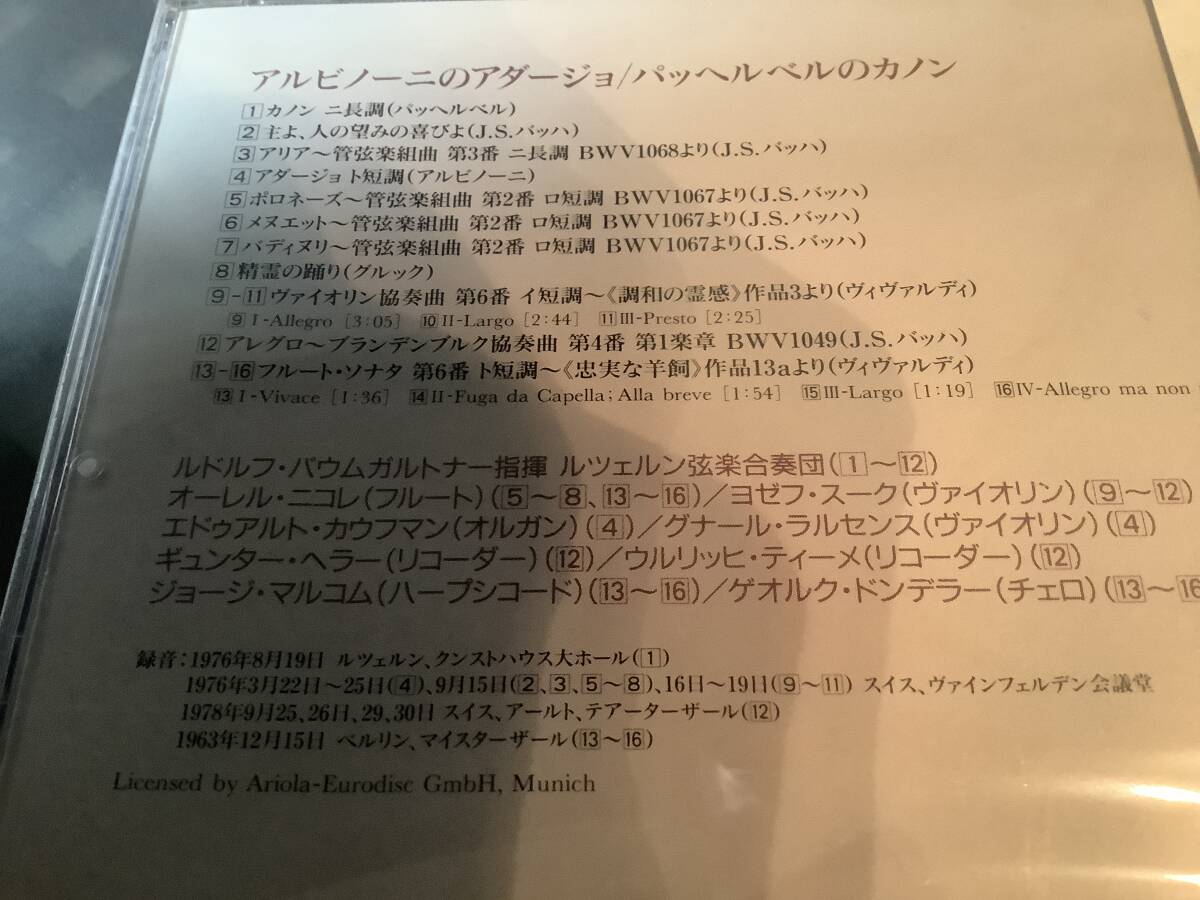 アルビノーニのアダージョ/パッヘルベルのカノン
1カノン ニ長調(パッヘルベル)
2主よ、人の望みの喜びよ(J.S.バッハ)
3アリア〜管弦楽組曲 第3番 ニ長調 BWV1068より(J.S.バッハ)
4アダージョ ト短調(アルビノーニ)
5ポロネーズ〜管弦楽組曲 第2番 ロ短調 BWV1067より(J.S.バッハ)
6メヌエット〜管弦楽組曲 第2番 ロ短調 BWV1067より(J.S.バッハ)
7バディヌリ〜管弦楽組曲 第2番 ロ短調 BWV1067より(J.S.バッハ)
8精霊の踊り(グルック)
9-11ヴァイオリン協奏曲 第6番 イ短調〜《調和の霊感》作品3より(ヴィヴァルディ)
9 I-Allegro [3:05] 10 II-Largo [2:44] 11 III-Presto [2:25]
12アレグロ〜ブランデンブルク協奏曲 第4番 第1楽章 BWV1049(J.S.バッハ)
13-16フルート・ソナタ 第6番 ト短調〜《忠実な羊飼》作品13aより(ヴィヴァルディ)
13 I-Vivace [1:36] 14 II-Fuga da Capella; Alla breve [1:54] 15 III-Largo [1:19] 16 IV-Allegro ma non
ルドルフ・バウムガルトナー指揮 ルツェルン弦楽合奏団(1〜12)
オーレル・ニコレ(フルート)(5〜8、13〜16)/ヨゼフ・スーク(ヴァイオリン)(9〜12)
エドゥアルト・カウフマン(オルガン)(4)/グナール・ラルセンス(ヴァイオリン)(4)
ギュンター・ヘラー(リコーダー)(12)/ウルリッヒ・ティーメ(リコーダー)(12)
ジョージ・マルコム(ハープシコード)(13〜16)/ゲオルク・ドンデラー(チェロ)(13〜16
録音：1976年8月19日 ルツェルン、クンストハウス大ホール(1)
1976年3月22日〜25日(4)、9月15日(2、3、5〜8)、16日〜19日(9〜11) スイス、ヴァインフェルデン会議堂
1978年9月25、26日、29、30日 スイス、アールト、テアーターザール(12)
1963年12月15日 ベルリン、マイスターザール(13〜16)
Licensed by Ariola-Eurodisc GmbH, Munich